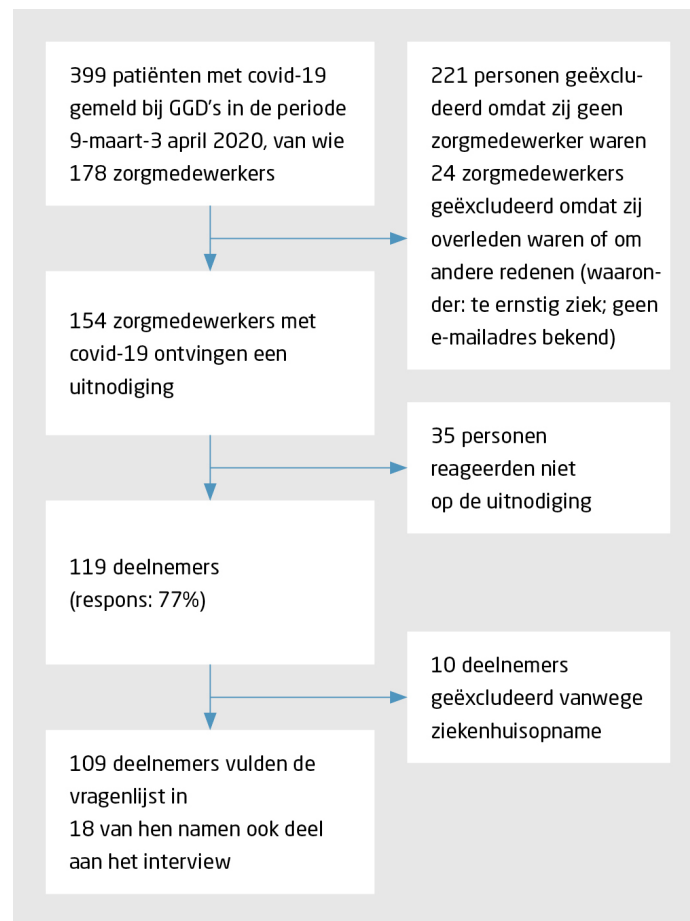 399 patiënten met covid-19
gemeld bij GGD's in de periode
9-maart-3 april 2020, van wie
178 zorgmedewerkers
221 personen geëxclu-
deerd omdat zij geen
zorgmedewerker waren
24 zorgmedewerkers
geëxcludeerd omdat zij
overleden waren of om
andere redenen (waaron-
der: te ernstig ziek; geen
e-mailadres bekend)
154 zorgmedewerkers met
covid-19 ontvingen een
uitnodiging
35 personen
reageerden niet
op de uitnodiging
119 deelnemers
(respons: 77%)
10 deelnemers
geëxcludeerd vanwege
ziekenhuisopname
109 deelnemers vulden de
vragenlijst in
18 van hen namen ook deel
aan het interview